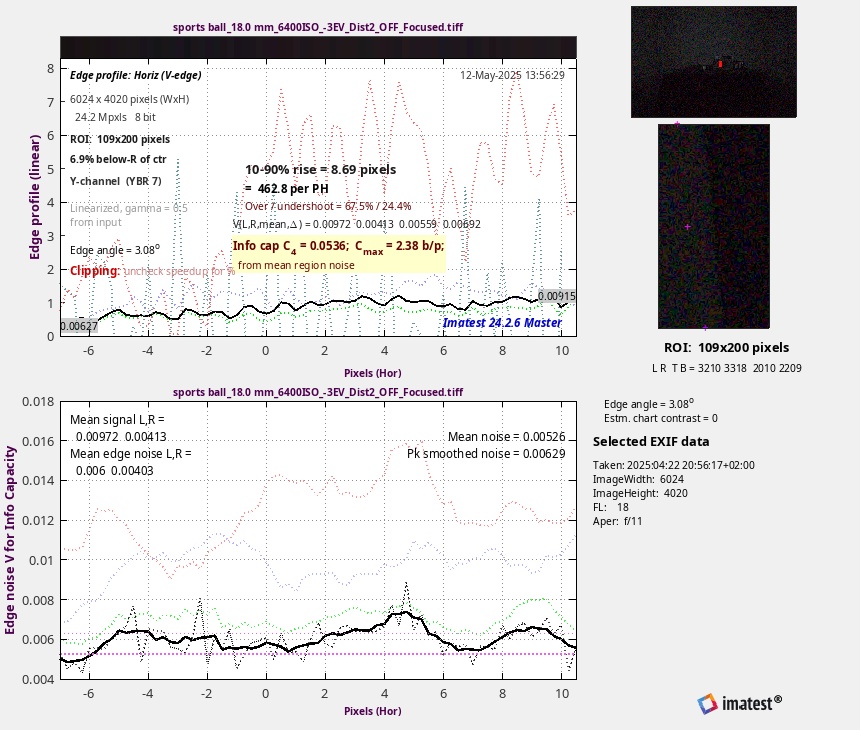 sports ball_18.0 mm_6400ISO_-3EV_Dist2_OFF_Focused.tiff
Edge profile: Horiz (V-edge)
12-May-2025 13:56:29
6024 x 4020 pixels (WxH)
24.2 Mpxls   8 bit
ROI:  109x200 pixels
6.9% below-R of ctr
Y-channel  (YBR 7)
Linearized, gamma = 0.5
from input
Edge angle = 3.08º
Clipping: uncheck speedup for %
10-90% rise = 8.69 pixels
=  462.8 per PH
Over / undershoot = 67.5% / 24.4%
V(L,R,mean,Δ) = 0.00972  0.00413  0.00559  0.00692
Info cap C4 = 0.0536;  Cmax = 2.38 b/p;
from mean region noise
0.00915
0.00627
Imatest 24.2.6 Master
Edge profile (linear)
8
7
6
5
4
3
2
1
0
-6 -4 -2 0 2 4 6 8 10
Pixels (Hor)
sports ball_18.0 mm_6400ISO_-3EV_Dist2_OFF_Focused.tiff
Mean signal L,R =
0.00972  0.00413
Mean edge noise L,R =
0.006  0.00403
Mean noise = 0.00526
Pk smoothed noise = 0.00629
Edge noise V for Info Capacity
0.018
0.016
0.014
0.012
0.01
0.008
0.006
0.004
-6 -4 -2 0 2 4 6 8 10
Pixels (Hor)
ROI:  109x200 pixels
L R  T B = 3210 3318  2010 2209
Edge angle = 3.08º
Estm. chart contrast = 0
Selected EXIF data
Taken: 2025:04:22 20:56:17+02:00
ImageWidth:  6024
ImageHeight:  4020
FL:    18
Aper:  f/11
imatest®